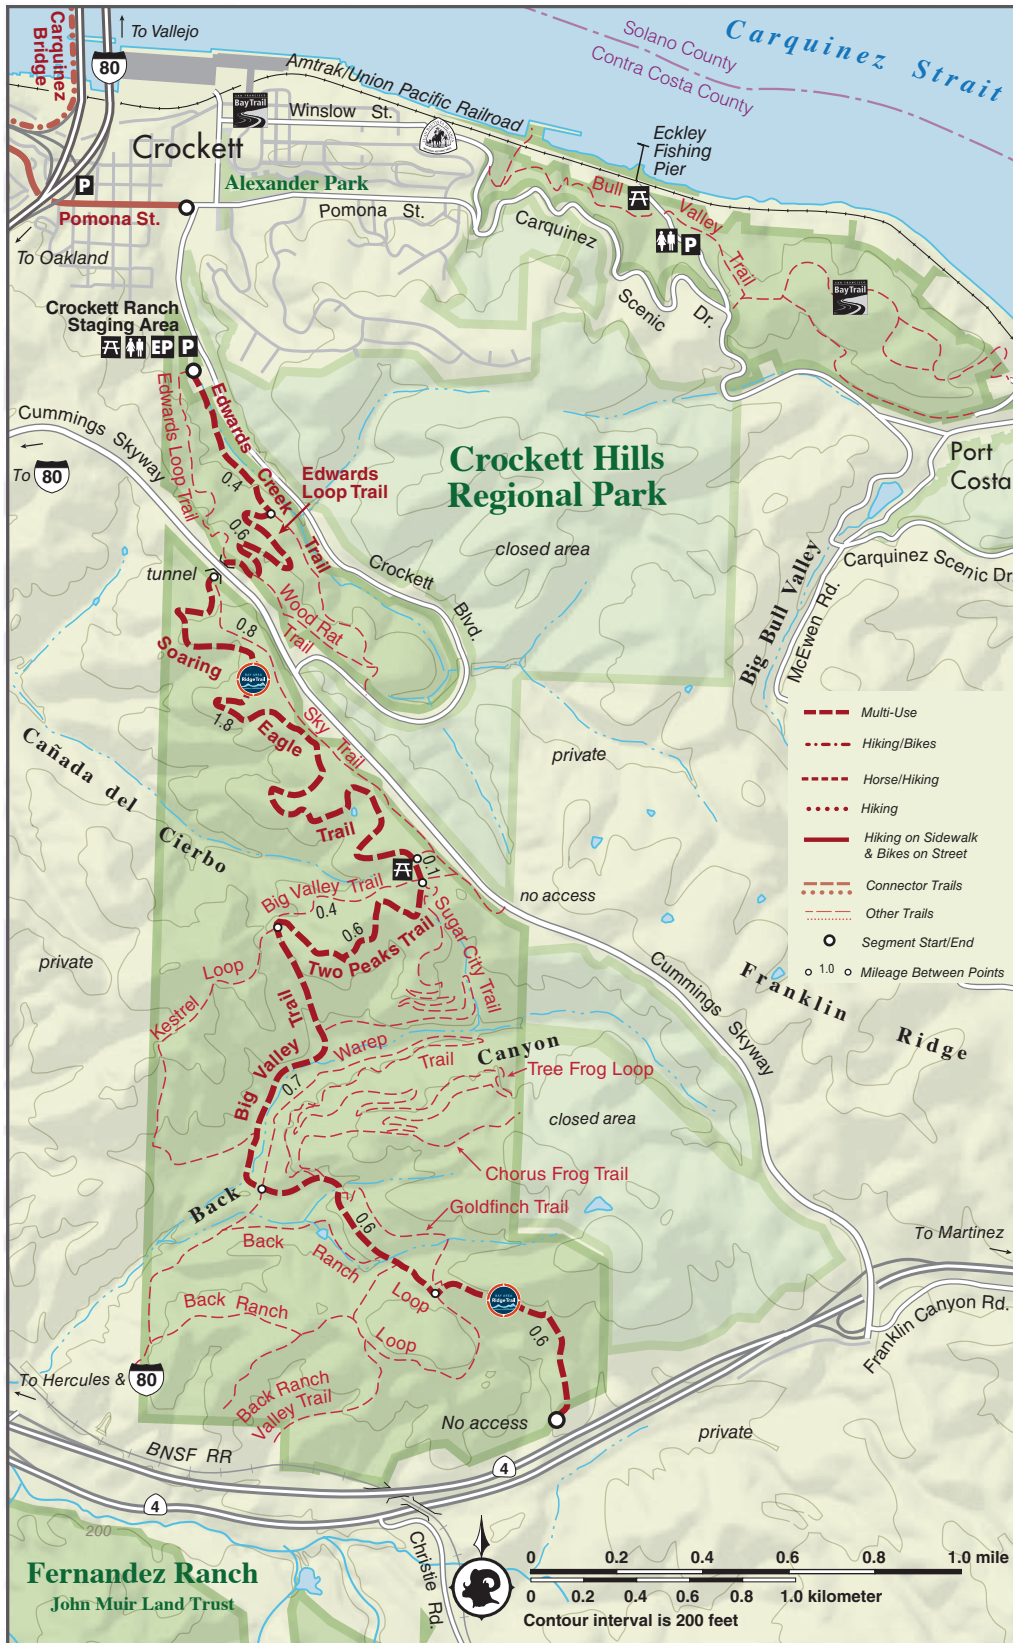 Carquinez
Bridge
To Vallejo
80
Solano County
Contra Costa County
Carquinez Strait
Amtrak/Union Pacific Railroad
SAN FRANCISCO
BayTrail
Winslow St.
Crockett
Eckley
Fishing
Pier
P
Alexander Park
Pomona St.
Pomona St.
Bull Valley Trail
Carquinez Scenic Dr.
P
To Oakland
SAN FRANCISCO
BayTrail
Crockett Ranch
Staging Area
EP
P
Edwards Loop Trail
Edwards Creek Trail
Cummings Skyway
To 80
0.4
Edwards
Loop Trail
Crockett Hills
Regional Park
Port
Costa
0.6
closed area
Carquinez Scenic Dr.
Big Bull Valley
McEwen Rd.
tunnel
Crockett Blvd.
Wood Rat
Trail
0.8
Soaring Eagle Trail
BAY AREA
RidgeTrail
1.8
Sky Trail
private
Cañada del Cierbo
Multi-Use
Hiking/Bikes
Horse/Hiking
Hiking
Hiking on Sidewalk
& Bikes on Street
Connector Trails
Other Trails
Segment Start/End
1.0
Mileage Between Points
0.1
Big Valley Trail
0.4
0.6
Two Peaks Trail
Sugar City Trail
no access
Cummings Skyway
private
Kestrel Loop
Franklin Ridge
Big Valley Trail
Warep Trail
Back Canyon
Tree Frog Loop
0.7
closed area
Chorus Frog Trail
Goldfinch Trail
0.6
To Martinez
Back Ranch Loop
BAY AREA
RidgeTrail
Back Ranch Loop
0.6
Franklin Canyon Rd.
To Hercules & 80
Back Ranch
Valley Trail
No access
private
BNSF RR
4
4
200
Christie Rd.
Fernandez Ranch
John Muir Land Trust
0 0.2 0.4 0.6 0.8 1.0 mile
0 0.2 0.4 0.6 0.8 1.0 kilometer
Contour interval is 200 feet